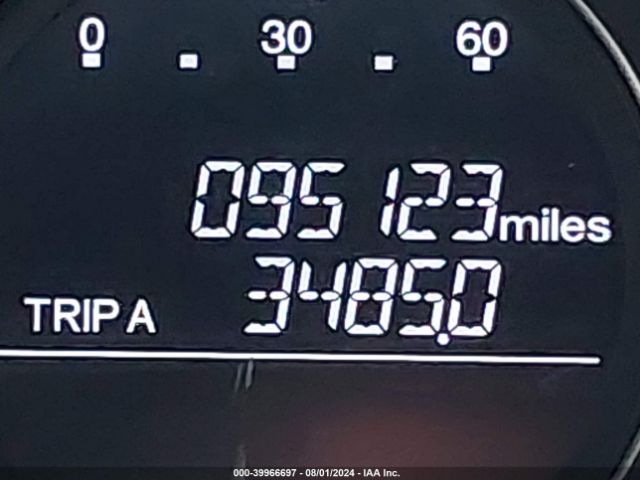 0 30 60
095123 miles
TRIP A 3485.0
000-39966697 - 08/01/2024 - IAA Inc.